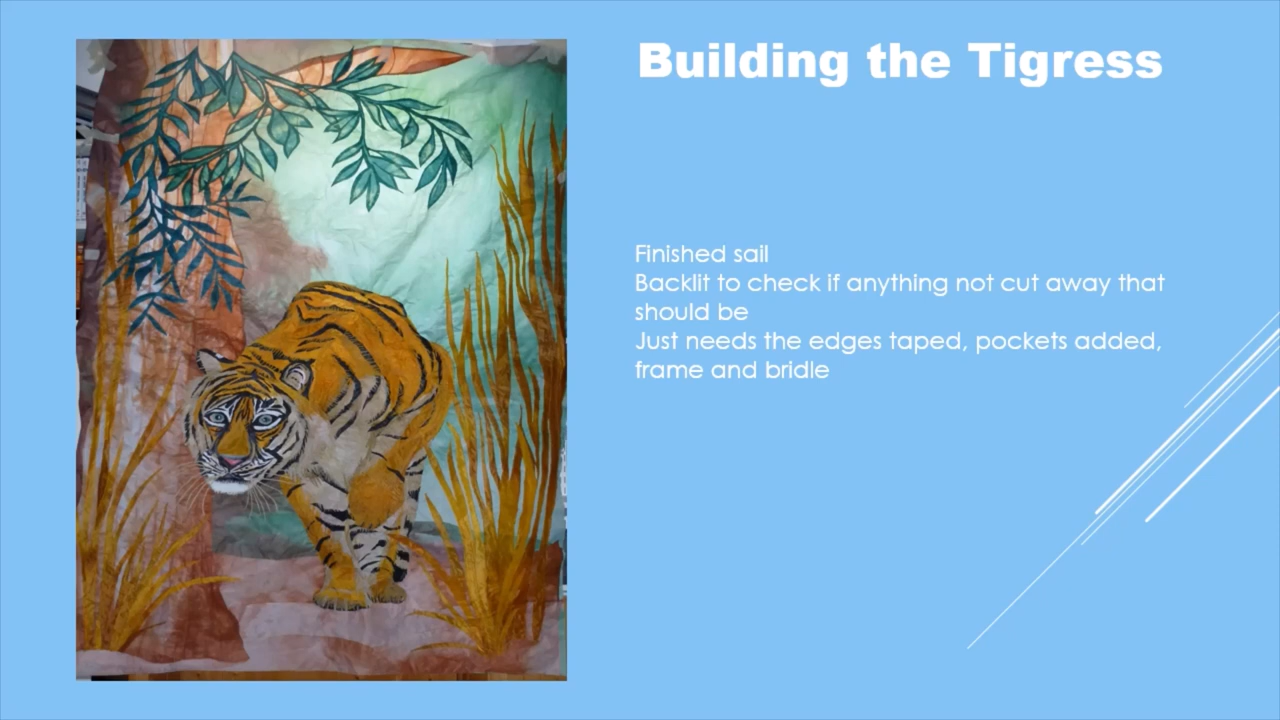 Building the Tigress
Finished sail
Backlit to check if anything not cut away that
should be
Just needs the edges taped, pockets added,
frame and bridle